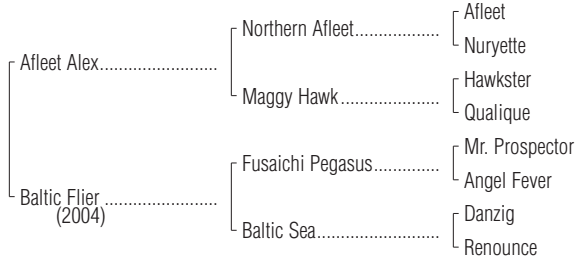 Afleet
Northern Afleet...................
Nuryette
Afleet Alex.........................
Hawkster
Maggy Hawk......................
Qualique
Mr. Prospector
Fusaichi Pegasus...............
Angel Fever
Baltic Flier........................
(2004)
Danzig
Baltic Sea...........................
Renounce